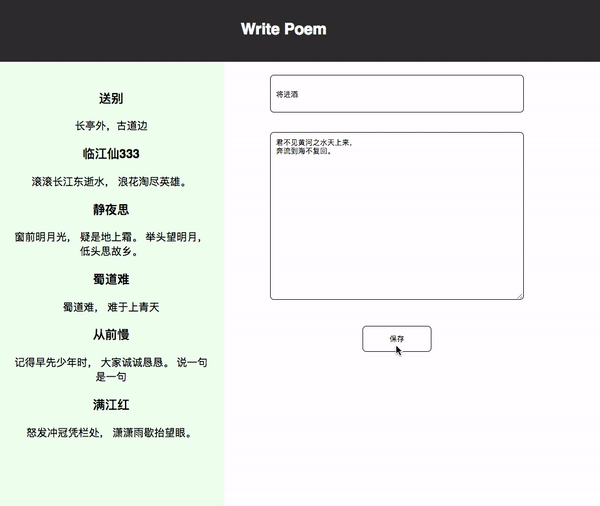 Write Poem
送别
长亭外，古道边
临江仙333
滚滚长江东逝水， 浪花淘尽英雄。
静夜思
窗前明月光， 疑是地上霜。 举头望明月，
低头思故乡。
蜀道难
蜀道难， 难于上青天
从前慢
记得早先少年时， 大家诚诚恳恳。 说一句
是一句
满江红
怒发冲冠凭栏处， 潇潇雨歇抬望眼。
将进酒
君不见黄河之水天上来，
奔流到海不复回。
保存